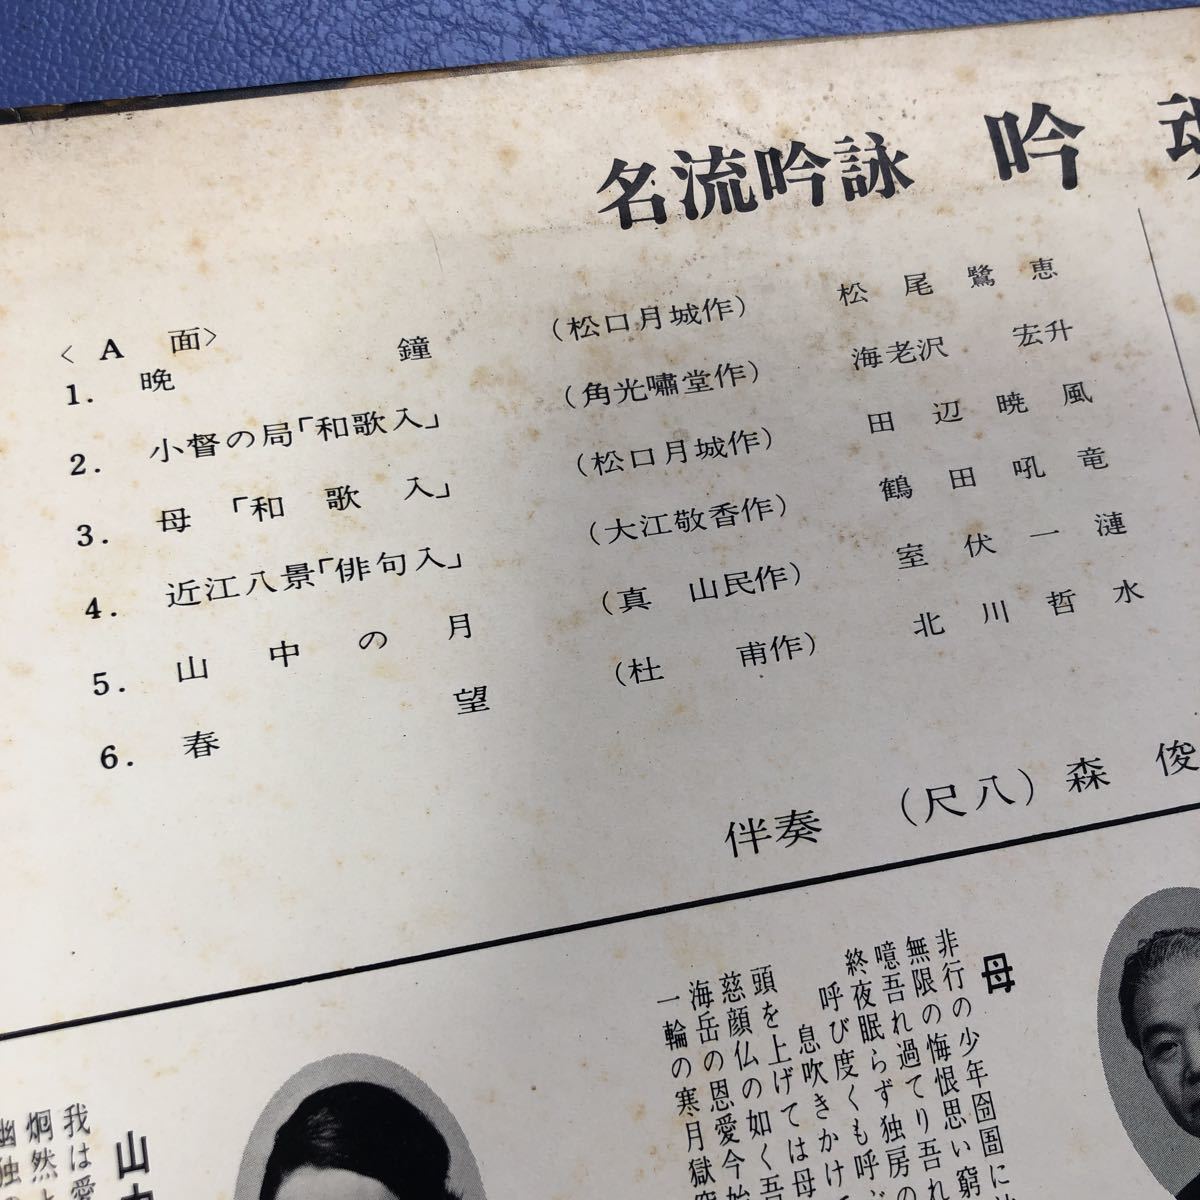 名流吟詠 吟魂
〈A 面〉
1. 晩鐘 (松口月城作) 松尾鷺恵
2. 小督の局「和歌入」 (角光嘯堂作) 海老沢 宏升
3. 母「和歌入」 (松口月城作) 田辺暁風
4. 近江八景「俳句入」 (大江敬香作) 鶴田吼竜
5. 山中の月 (真 山民作) 室伏一漣
6. 春望 (杜 甫作) 北川哲水
伴奏 (尺八) 森 俊
母
非行の少年囹圄に
無限の悔恨思い窮
噫吾れ過てり吾れ
終夜眠らず独房の
呼び度くも呼
息吹きかけ
頭を上げては母
慈顔仏の如く吾
海岳の恩愛今
一輪の寒月獄
山
我は愛
炯然
幽独